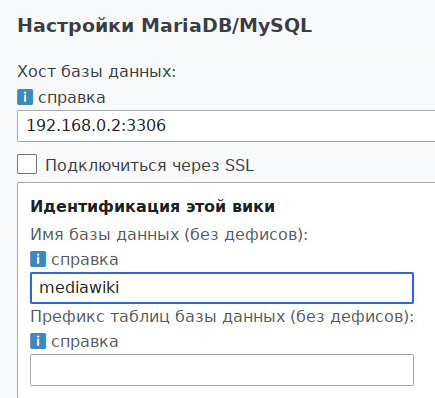 Настройки MariaDB/MySQL
Хост базы данных:
справка
192.168.0.2:3306
Подключиться через SSL
Идентификация этой вики
Имя базы данных (без дефисов):
справка
mediawiki
Префикс таблиц базы данных (без дефисов):
справка